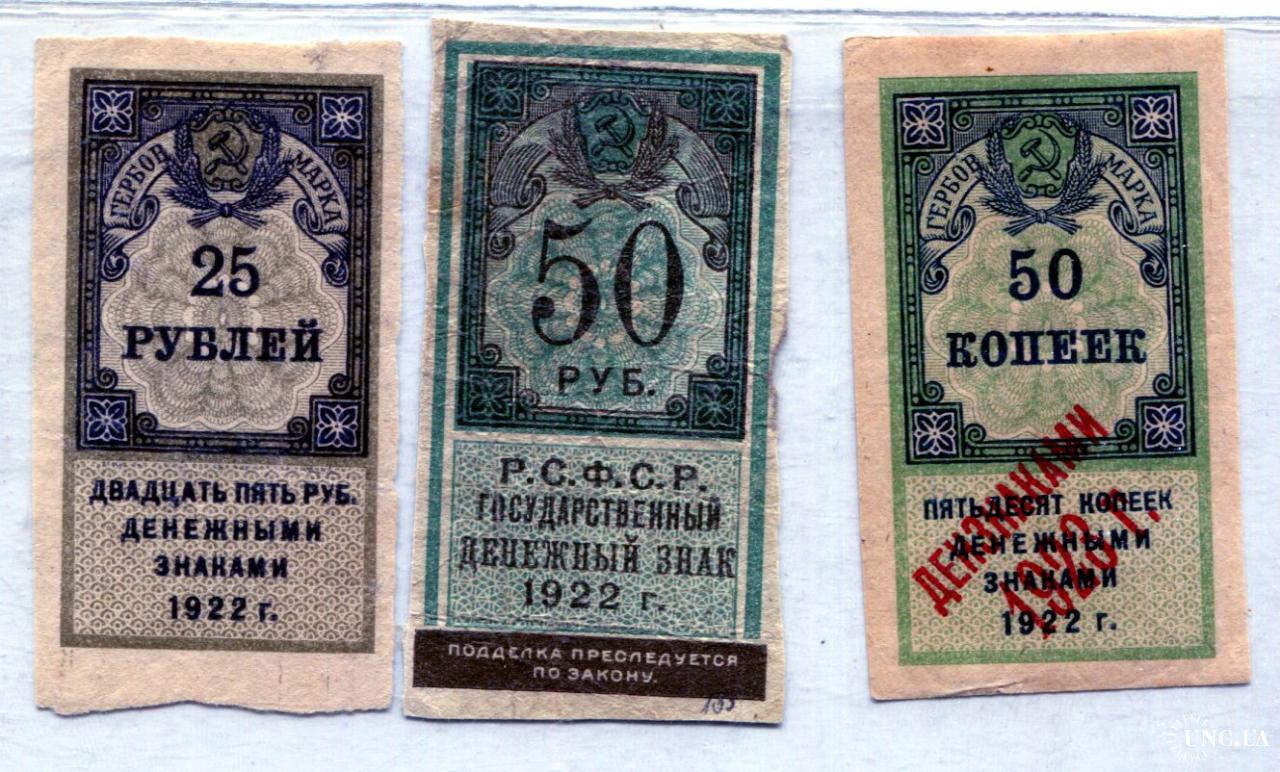 ГЕРБОВ МАРКА
25
РУБЛЕЙ
ДВАДЦАТЬ ПЯТЬ РУБ.
ДЕНЕЖНЫМИ
ЗНАКАМИ
1922 г.
50
РУБ.
Р.С.Ф.С.Р.
ГОСУДАРСТВЕННЫЙ
ДЕНЕЖНЫЙ ЗНАК
1922 г.
ПОДДЕЛКА ПРЕСЛЕДУЕТСЯ
ПО ЗАКОНУ.
ГЕРБОВ МАРКА
50
КОПЕЕК
ПЯТЬДЕСЯТ КОПЕЕК
ДЕНЕЖНЫМИ
ЗНАКАМИ
1922 г.
ДЕНЗНАКАМИ
1923 г.
UNC.UA